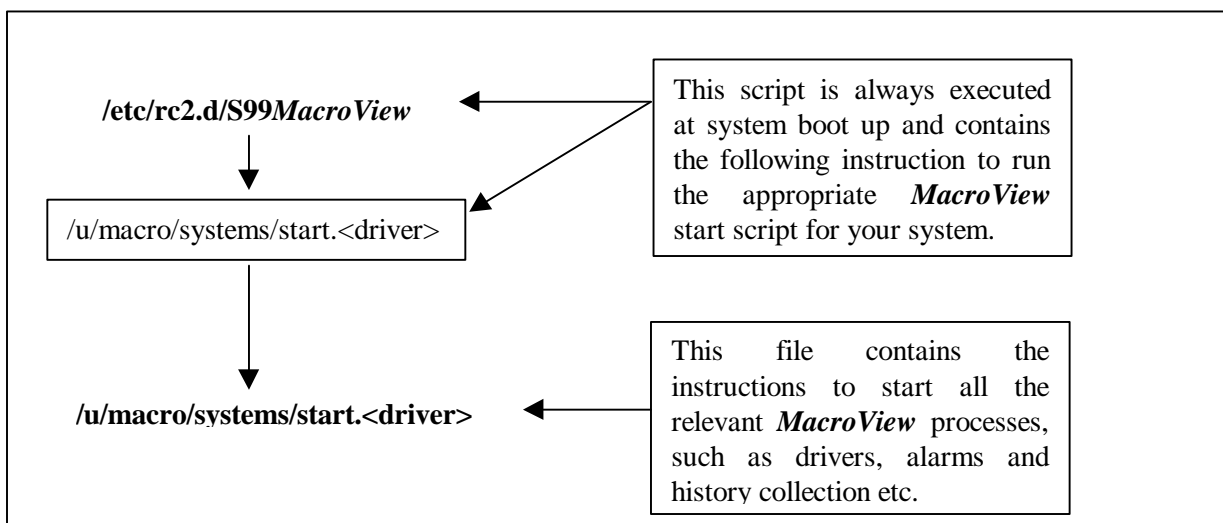 /etc/rc2.d/S99MacroView
This script is always executed
at system boot up and contains
the following instruction to run
the appropriate MacroView
start script for your system.
/u/macro/systems/start.<driver>
/u/macro/systems/start.<driver>
This file contains the
instructions to start all the
relevant MacroView processes,
such as drivers, alarms and
history collection etc.